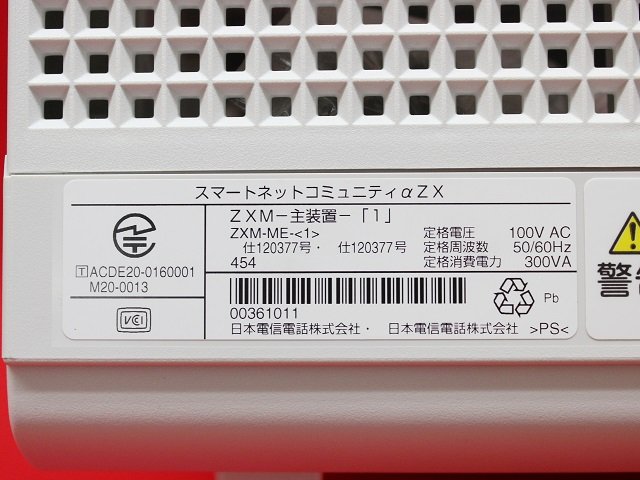 スマートネットコミュニティαZX
ZXM－主装置－「1」
ZXM-ME-<1>
仕120377号・ 仕120377号
454
定格電圧 100V AC
定格周波数 50/60Hz
定格消費電力 300VA
T ACDE20-0160001
M20-0013
VCI
00361011
Pb
日本電信電話株式会社・ 日本電信電話株式会社 >PS<
警告